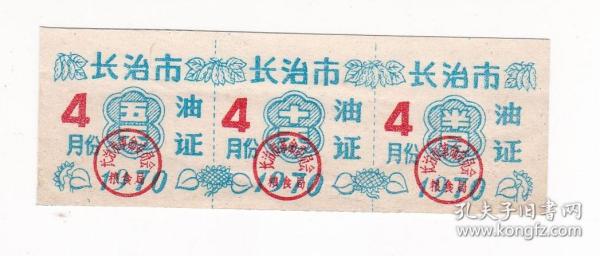 长治市 长治市 长治市
4 五 油 4 十 油 4 半 油
月份 证 月份 证 月份 证
粮食局 粮食局 粮食局
1970 1970 1970
孔夫子旧书网
www.kongfz.com